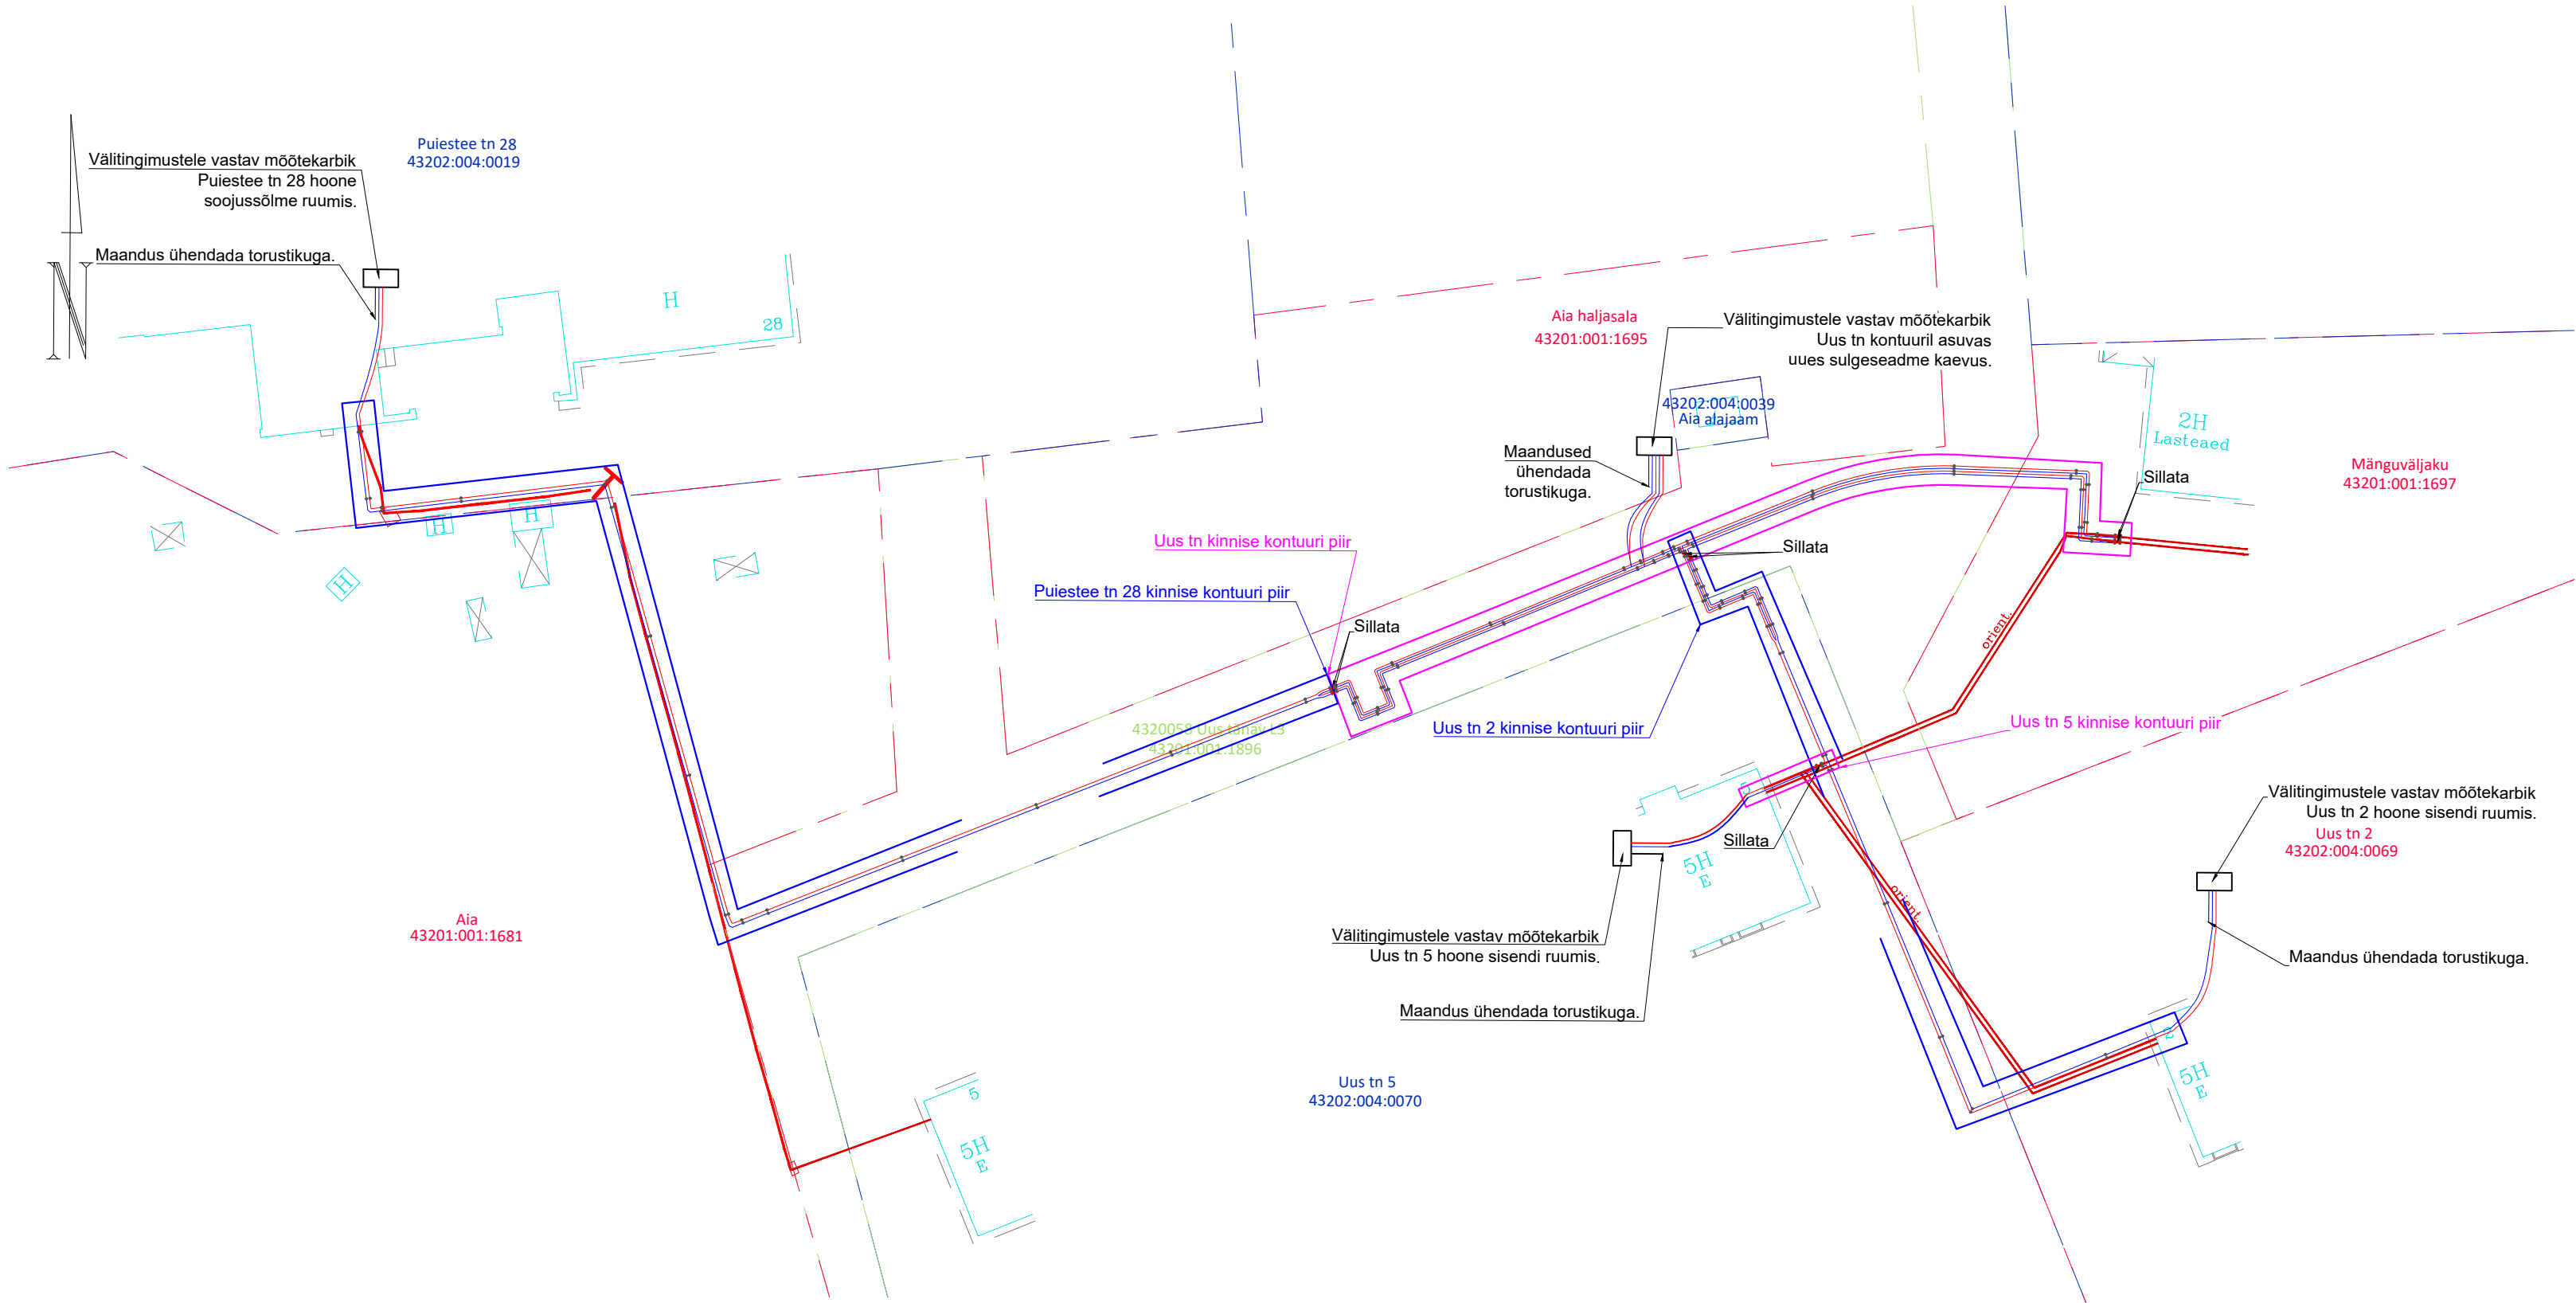 Puiestee tn 28
43202:004:0019
Välitingimustele vastav mõõtekarbik
Puiestee tn 28 hoone
soojussõlme ruumis.
Maandus ühendada torustikuga.
N
H
28
H
H
H
Aia haljasala
43201:001:1695
Välitingimustele vastav mõõtekarbik
Uus tn kontuuril asuvas
uues sulgeseadme kaevus.
43202:004:0039
Aia alajaam
Maandused
ühendada
torustikuga.
2H
Lasteaed
Mänguväljaku
43201:001:1697
Sillata
Uus tn kinnise kontuuri piir
Sillata
Puiestee tn 28 kinnise kontuuri piir
Sillata
orient.
4320058 Uus tänav L3
43201:001:1896
Uus tn 2 kinnise kontuuri piir
Uus tn 5 kinnise kontuuri piir
5
Välitingimustele vastav mõõtekarbik
Uus tn 2 hoone sisendi ruumis.
Uus tn 2
43202:004:0069
Sillata
5H
E
orient.
Aia
43201:001:1681
Välitingimustele vastav mõõtekarbik
Uus tn 5 hoone sisendi ruumis.
Maandus ühendada torustikuga.
Maandus ühendada torustikuga.
2
5H
E
Uus tn 5
43202:004:0070
5
5H
E